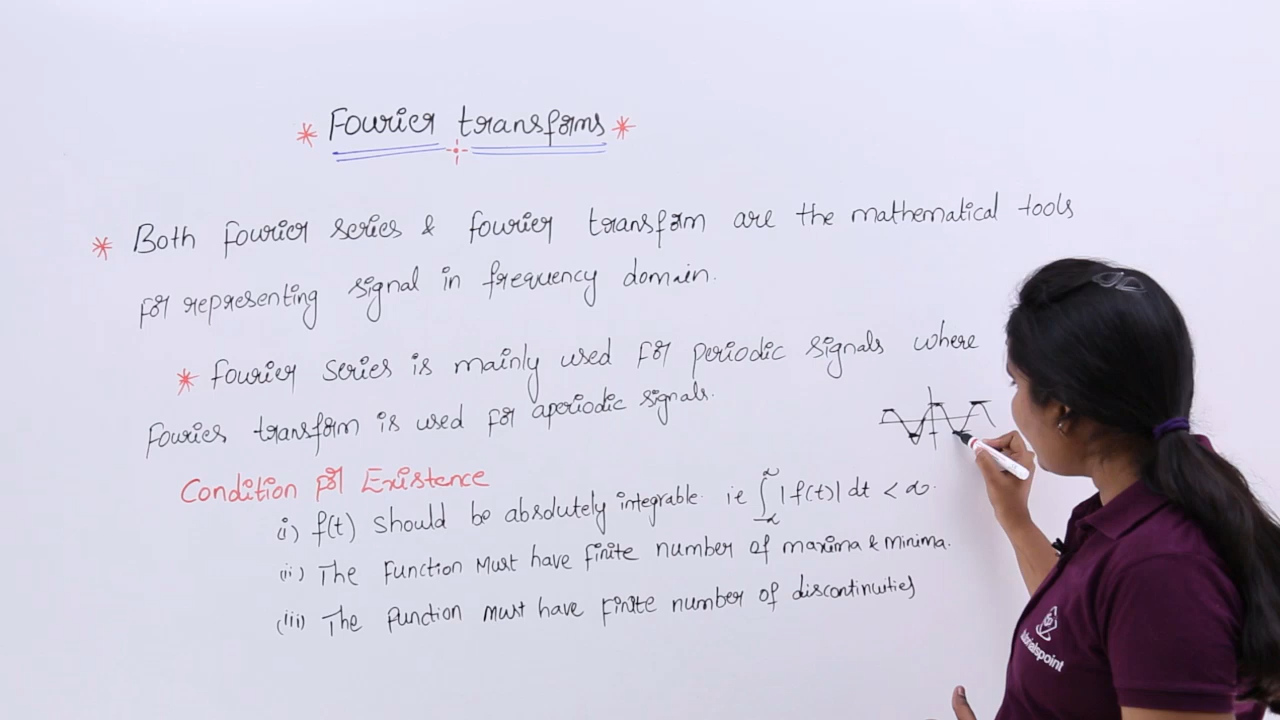 * Fourier transforms *
* Both Fourier series & fourier transform are the mathematical tools
for representing signal in frequency domain.
* Fourier series is mainly used for periodic signals where
Fourier transform is used for aperiodic signals.
Condition for Existence
(i) f(t) should be absolutely integrable. i.e ∫_{-∞}^{∞} |f(t)| dt < ∞.
(ii) The Function Must have finite number of maxima & minima.
(iii) The function must have finite number of discontinuities
tutorialspoint